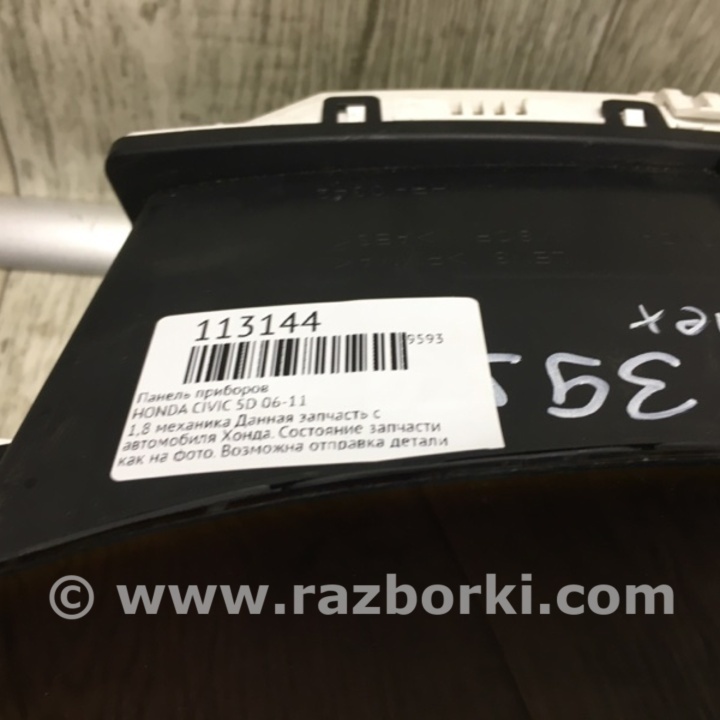 113144
9593
Панель приборов
HONDA CIVIC 5D 06-11
1,8 механика Данная запчасть с
автомобиля Хонда. Состояние запчасти
как на фото. Возможна отправка детали
© www.razborki.com